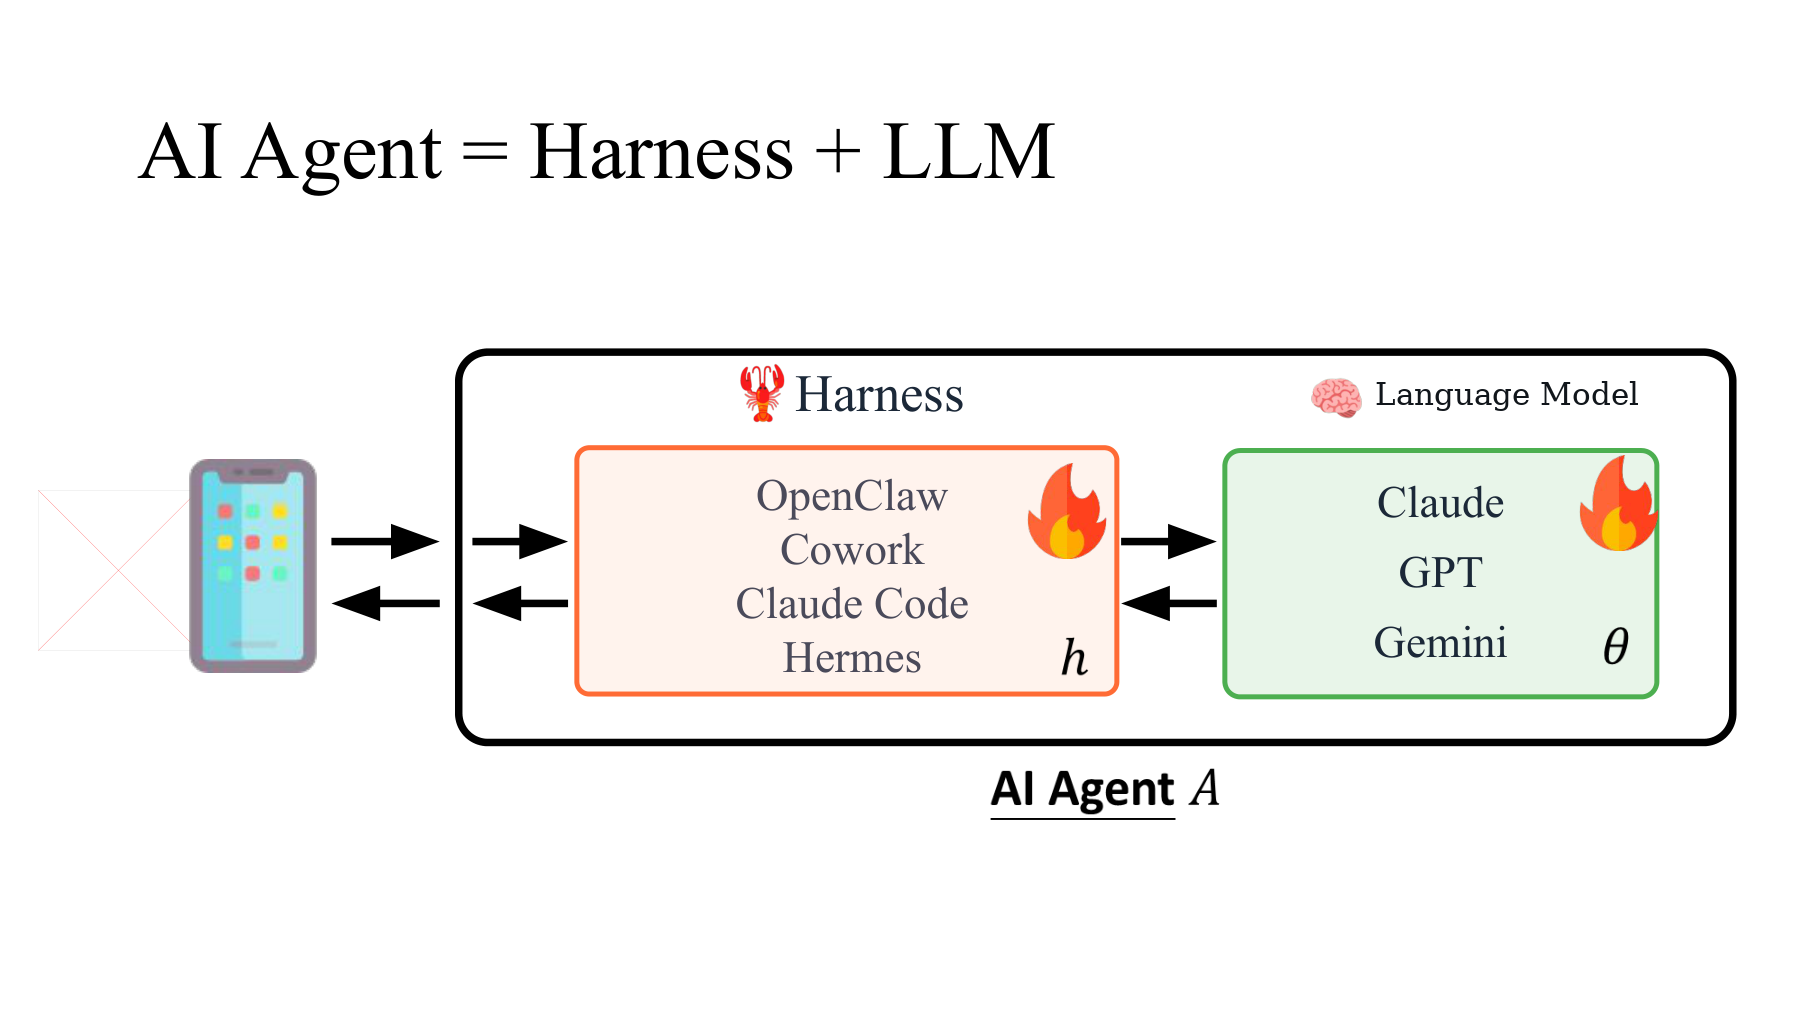 AI Agent = Harness + LLM
Harness
Language Model
OpenClaw
Cowork
Claude Code
Hermes
h
Claude
GPT
Gemini
θ
AI Agent A